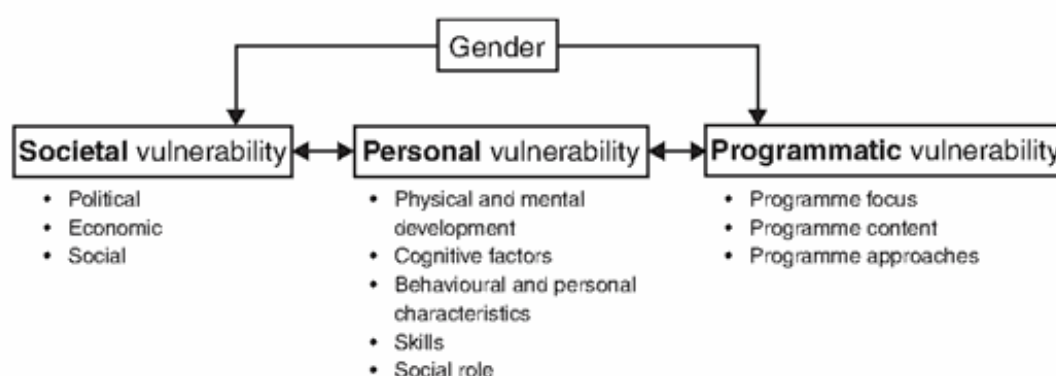 Gender
Societal vulnerability
• Political
• Economic
• Social
Personal vulnerability
• Physical and mental
development
• Cognitive factors
• Behavioural and personal
characteristics
• Skills
• Social role
Programmatic vulnerability
• Programme focus
• Programme content
• Programme approaches